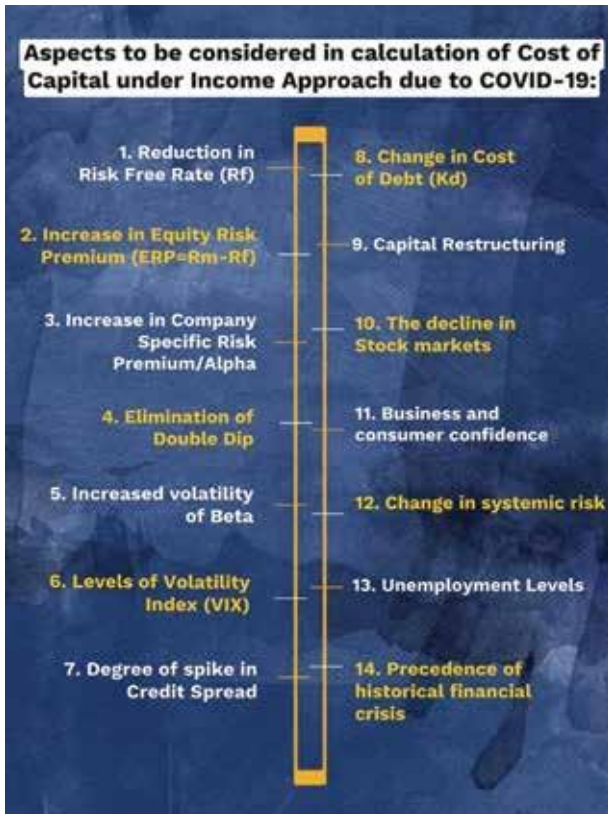 Aspects to be considered in calculation of Cost of
Capital under Income Approach due to COVID-19:
1. Reduction in
Risk Free Rate (Rf)
2. Increase in Equity Risk
Premium (ERP=Rm-Rf)
3. Increase in Company
Specific Risk
Premium/Alpha
4. Elimination of
Double Dip
5. Increased volatility
of Beta
6. Levels of Volatility
Index (VIX)
7. Degree of spike in
Credit Spread
8. Change in Cost
of Debt (Kd)
9. Capital Restructuring
10. The decline in
Stock markets
11. Business and
consumer confidence
12. Change in systemic risk
13. Unemployment Levels
14. Precedence of
historical financial
crisis